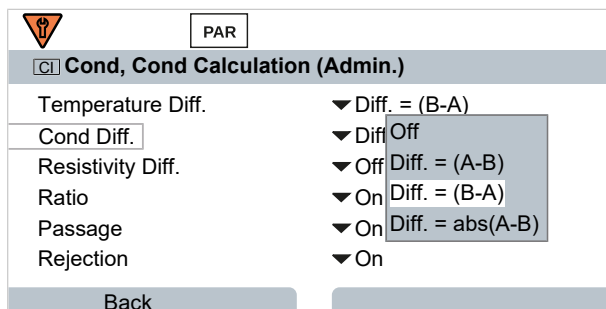 PAR
CI Cond, Cond Calculation (Admin.)
Temperature Diff. Diff. = (B-A)
Cond Diff. Diff
Off
Resistivity Diff. Off
Diff. = (A-B)
Ratio On
Diff. = (B-A)
Passage On
Diff. = abs(A-B)
Rejection On
Back